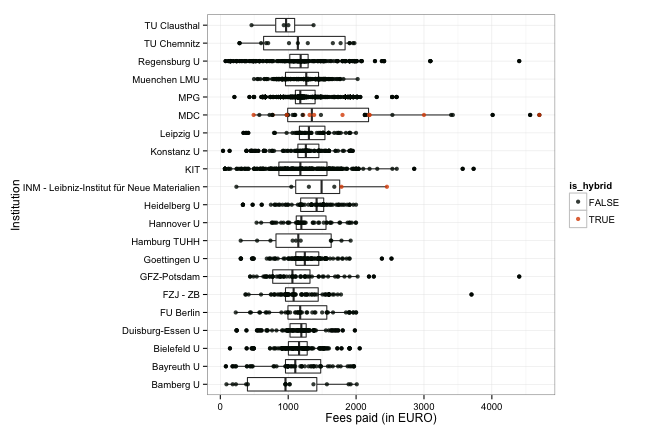 TU Clausthal
TU Chemnitz
Regensburg U
Muenchen LMU
MPG
MDC
Leipzig U
Konstanz U
KIT
INM - Leibniz-Institut für Neue Materialien
Heidelberg U
Hannover U
Hamburg TUHH
Goettingen U
GFZ-Potsdam
FZJ - ZB
FU Berlin
Duisburg-Essen U
Bielefeld U
Bayreuth U
Bamberg U
Institution
0 1000 2000 3000 4000
Fees paid (in EURO)
is_hybrid
FALSE
TRUE